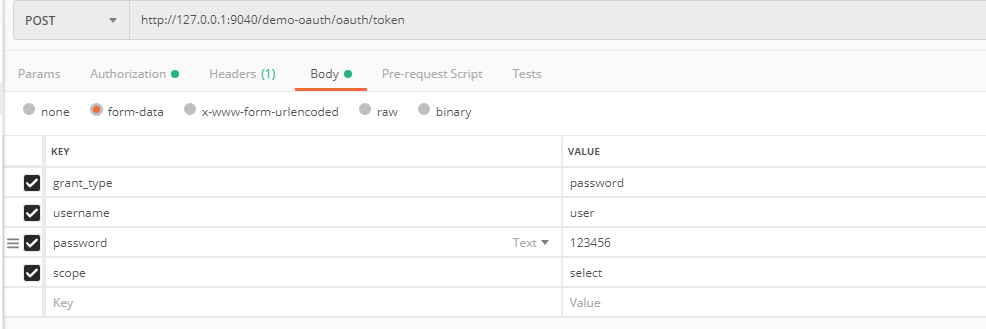 POST http://127.0.0.1:9040/demo-oauth/oauth/token
Params Authorization Headers (1) Body Pre-request Script Tests
none form-data x-www-form-urlencoded raw binary
KEY VALUE
grant_type password
username user
password Text 123456
scope select
Key Value